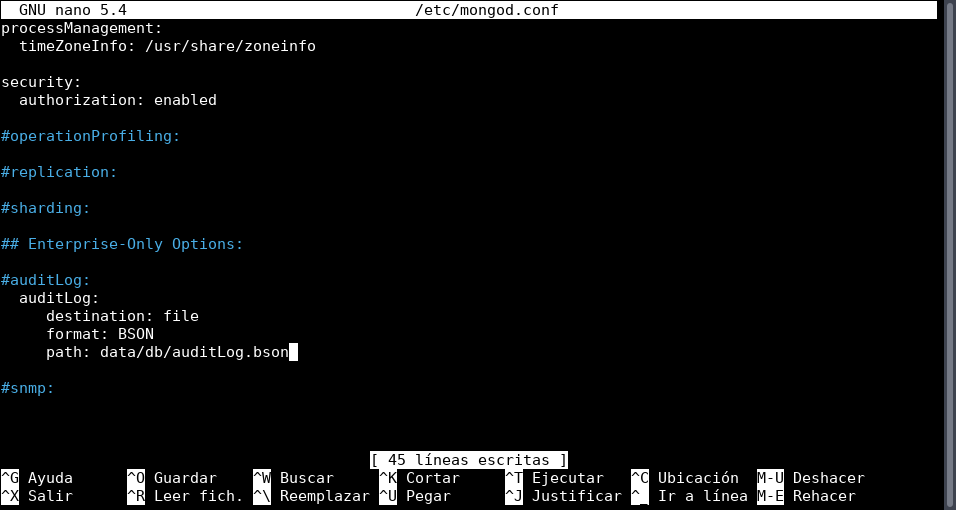 GNU nano 5.4 /etc/mongod.conf
processManagement:
  timeZoneInfo: /usr/share/zoneinfo

security:
  authorization: enabled

#operationProfiling:

#replication:

#sharding:

## Enterprise-Only Options:

#auditLog:
  auditLog:
     destination: file
     format: BSON
     path: data/db/auditLog.bson

#snmp:

[ 45 líneas escritas ]
^G Ayuda ^O Guardar ^W Buscar ^K Cortar ^T Ejecutar ^C Ubicación M-U Deshacer
^X Salir ^R Leer fich. ^\ Reemplazar ^U Pegar ^J Justificar ^_ Ir a línea M-E Rehacer